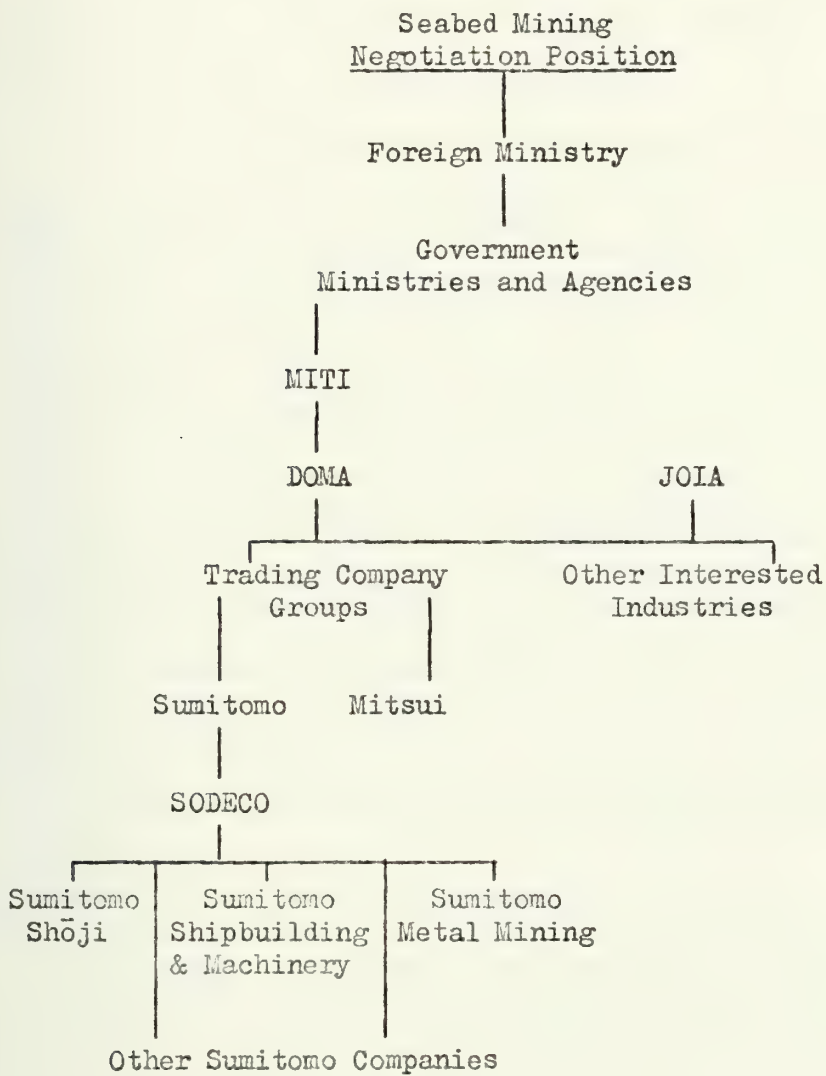 Seabed Mining
Negotiation Position
Foreign Ministry
Government
Ministries and Agencies
MITI
DOMA
JOIA
Trading Company
Groups
Other Interested
Industries
Sumitomo
Mitsui
SODECO
Sumitomo
Shōji
Sumitomo
Shipbuilding
& Machinery
Sumitomo
Metal Mining
Other Sumitomo Companies